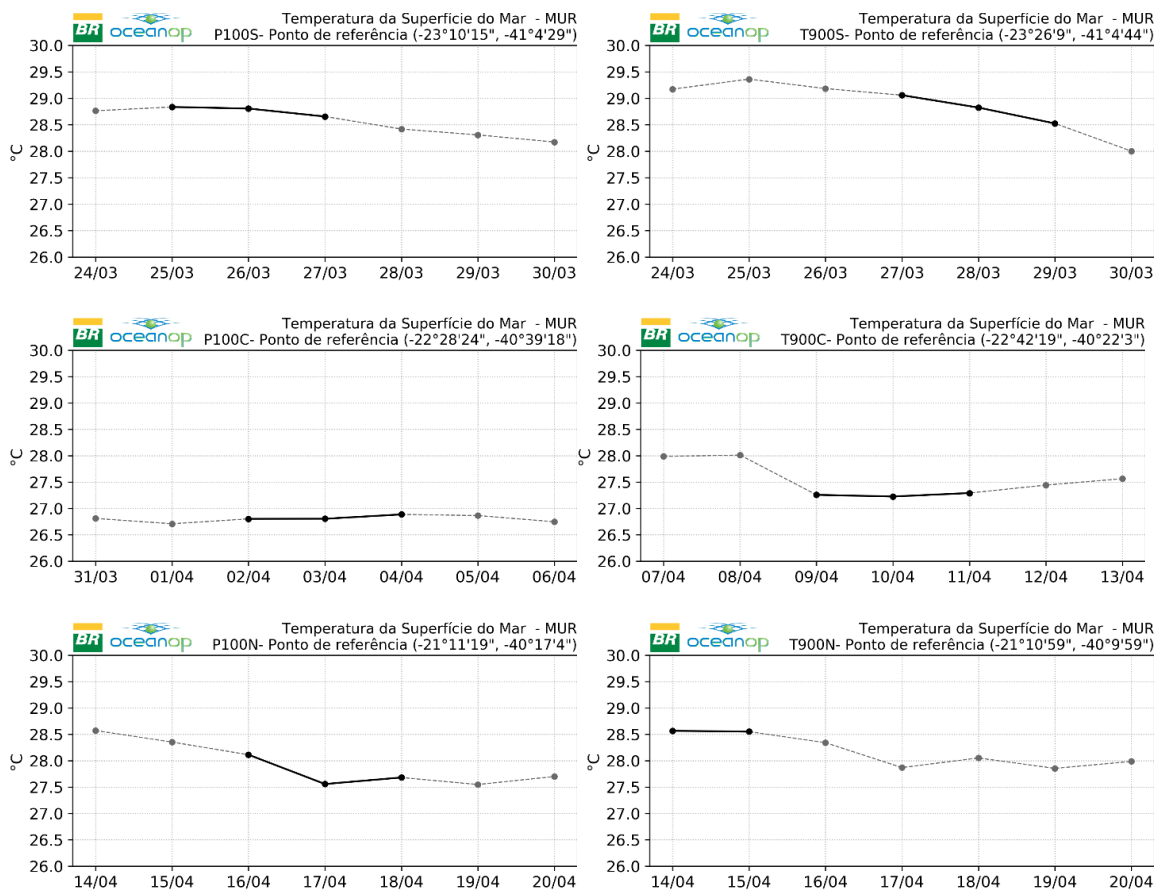 BR oceanop
Temperatura da Superfície do Mar - MUR
P100S- Ponto de referência (-23°10'15", -41°4'29")
30.0
29.5
29.0
28.5
28.0
27.5
27.0
26.5
26.0
°C
24/03 25/03 26/03 27/03 28/03 29/03 30/03
BR oceanop
Temperatura da Superfície do Mar - MUR
T900S- Ponto de referência (-23°26'9", -41°4'44")
30.0
29.5
29.0
28.5
28.0
27.5
27.0
26.5
26.0
°C
24/03 25/03 26/03 27/03 28/03 29/03 30/03
BR oceanop
Temperatura da Superfície do Mar - MUR
P100C- Ponto de referência (-22°28'24", -40°39'18")
30.0
29.5
29.0
28.5
28.0
27.5
27.0
26.5
26.0
°C
31/03 01/04 02/04 03/04 04/04 05/04 06/04
BR oceanop
Temperatura da Superfície do Mar - MUR
T900C- Ponto de referência (-22°42'19", -40°22'3")
30.0
29.5
29.0
28.5
28.0
27.5
27.0
26.5
26.0
°C
07/04 08/04 09/04 10/04 11/04 12/04 13/04
BR oceanop
Temperatura da Superfície do Mar - MUR
P100N- Ponto de referência (-21°11'19", -40°17'4")
30.0
29.5
29.0
28.5
28.0
27.5
27.0
26.5
26.0
°C
14/04 15/04 16/04 17/04 18/04 19/04 20/04
BR oceanop
Temperatura da Superfície do Mar - MUR
T900N- Ponto de referência (-21°10'59", -40°9'59")
30.0
29.5
29.0
28.5
28.0
27.5
27.0
26.5
26.0
°C
14/04 15/04 16/04 17/04 18/04 19/04 20/04